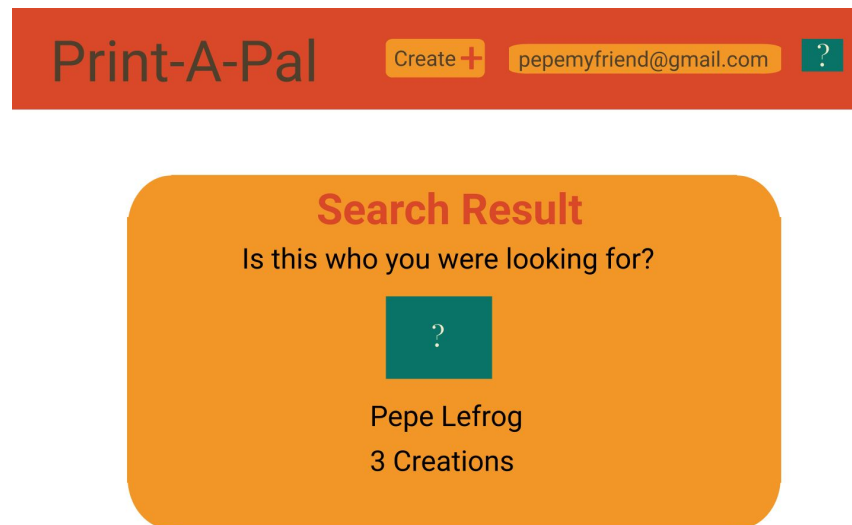 Print-A-Pal
Create+
pepemyfriend@gmail.com
?
Search Result
Is this who you were looking for?
?
Pepe Lefrog
3 Creations